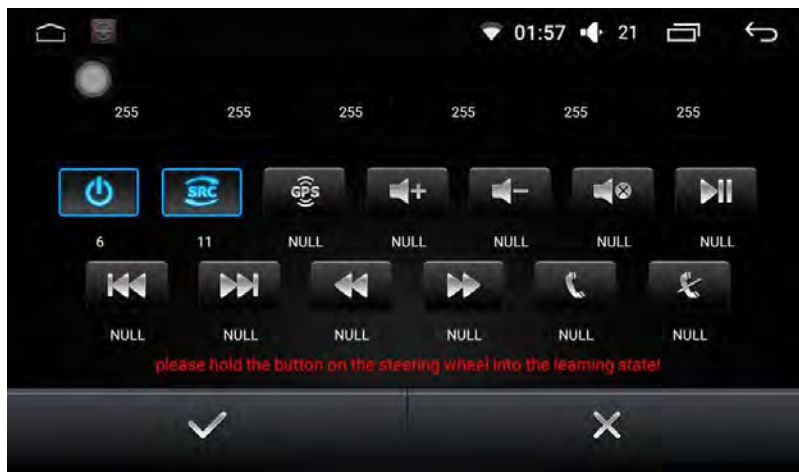 01:57 21
255 255 255 255 255 255
SRC GPS
6 11 NULL NULL NULL NULL NULL
NULL NULL NULL NULL NULL NULL
please hold the button on the steering wheel into the learning state!